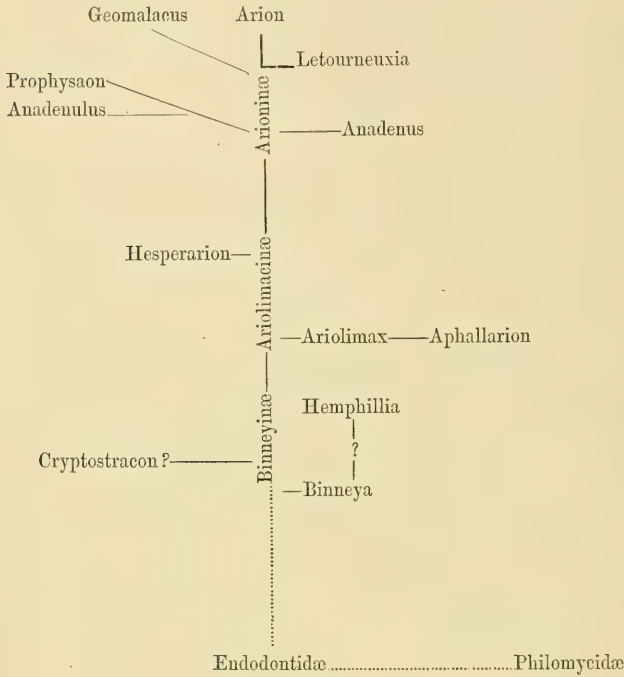 Geomalacus Arion
Letourneuxia
Prophysaon
Anadenulus
Arioninæ
Anadenus
Hesperarion
Ariolimacinæ
Ariolimax Aphallarion
Hemphillia
Binneyinæ
?
Cryptostracon ?
Binneya
Endodontidæ Philomycidæ